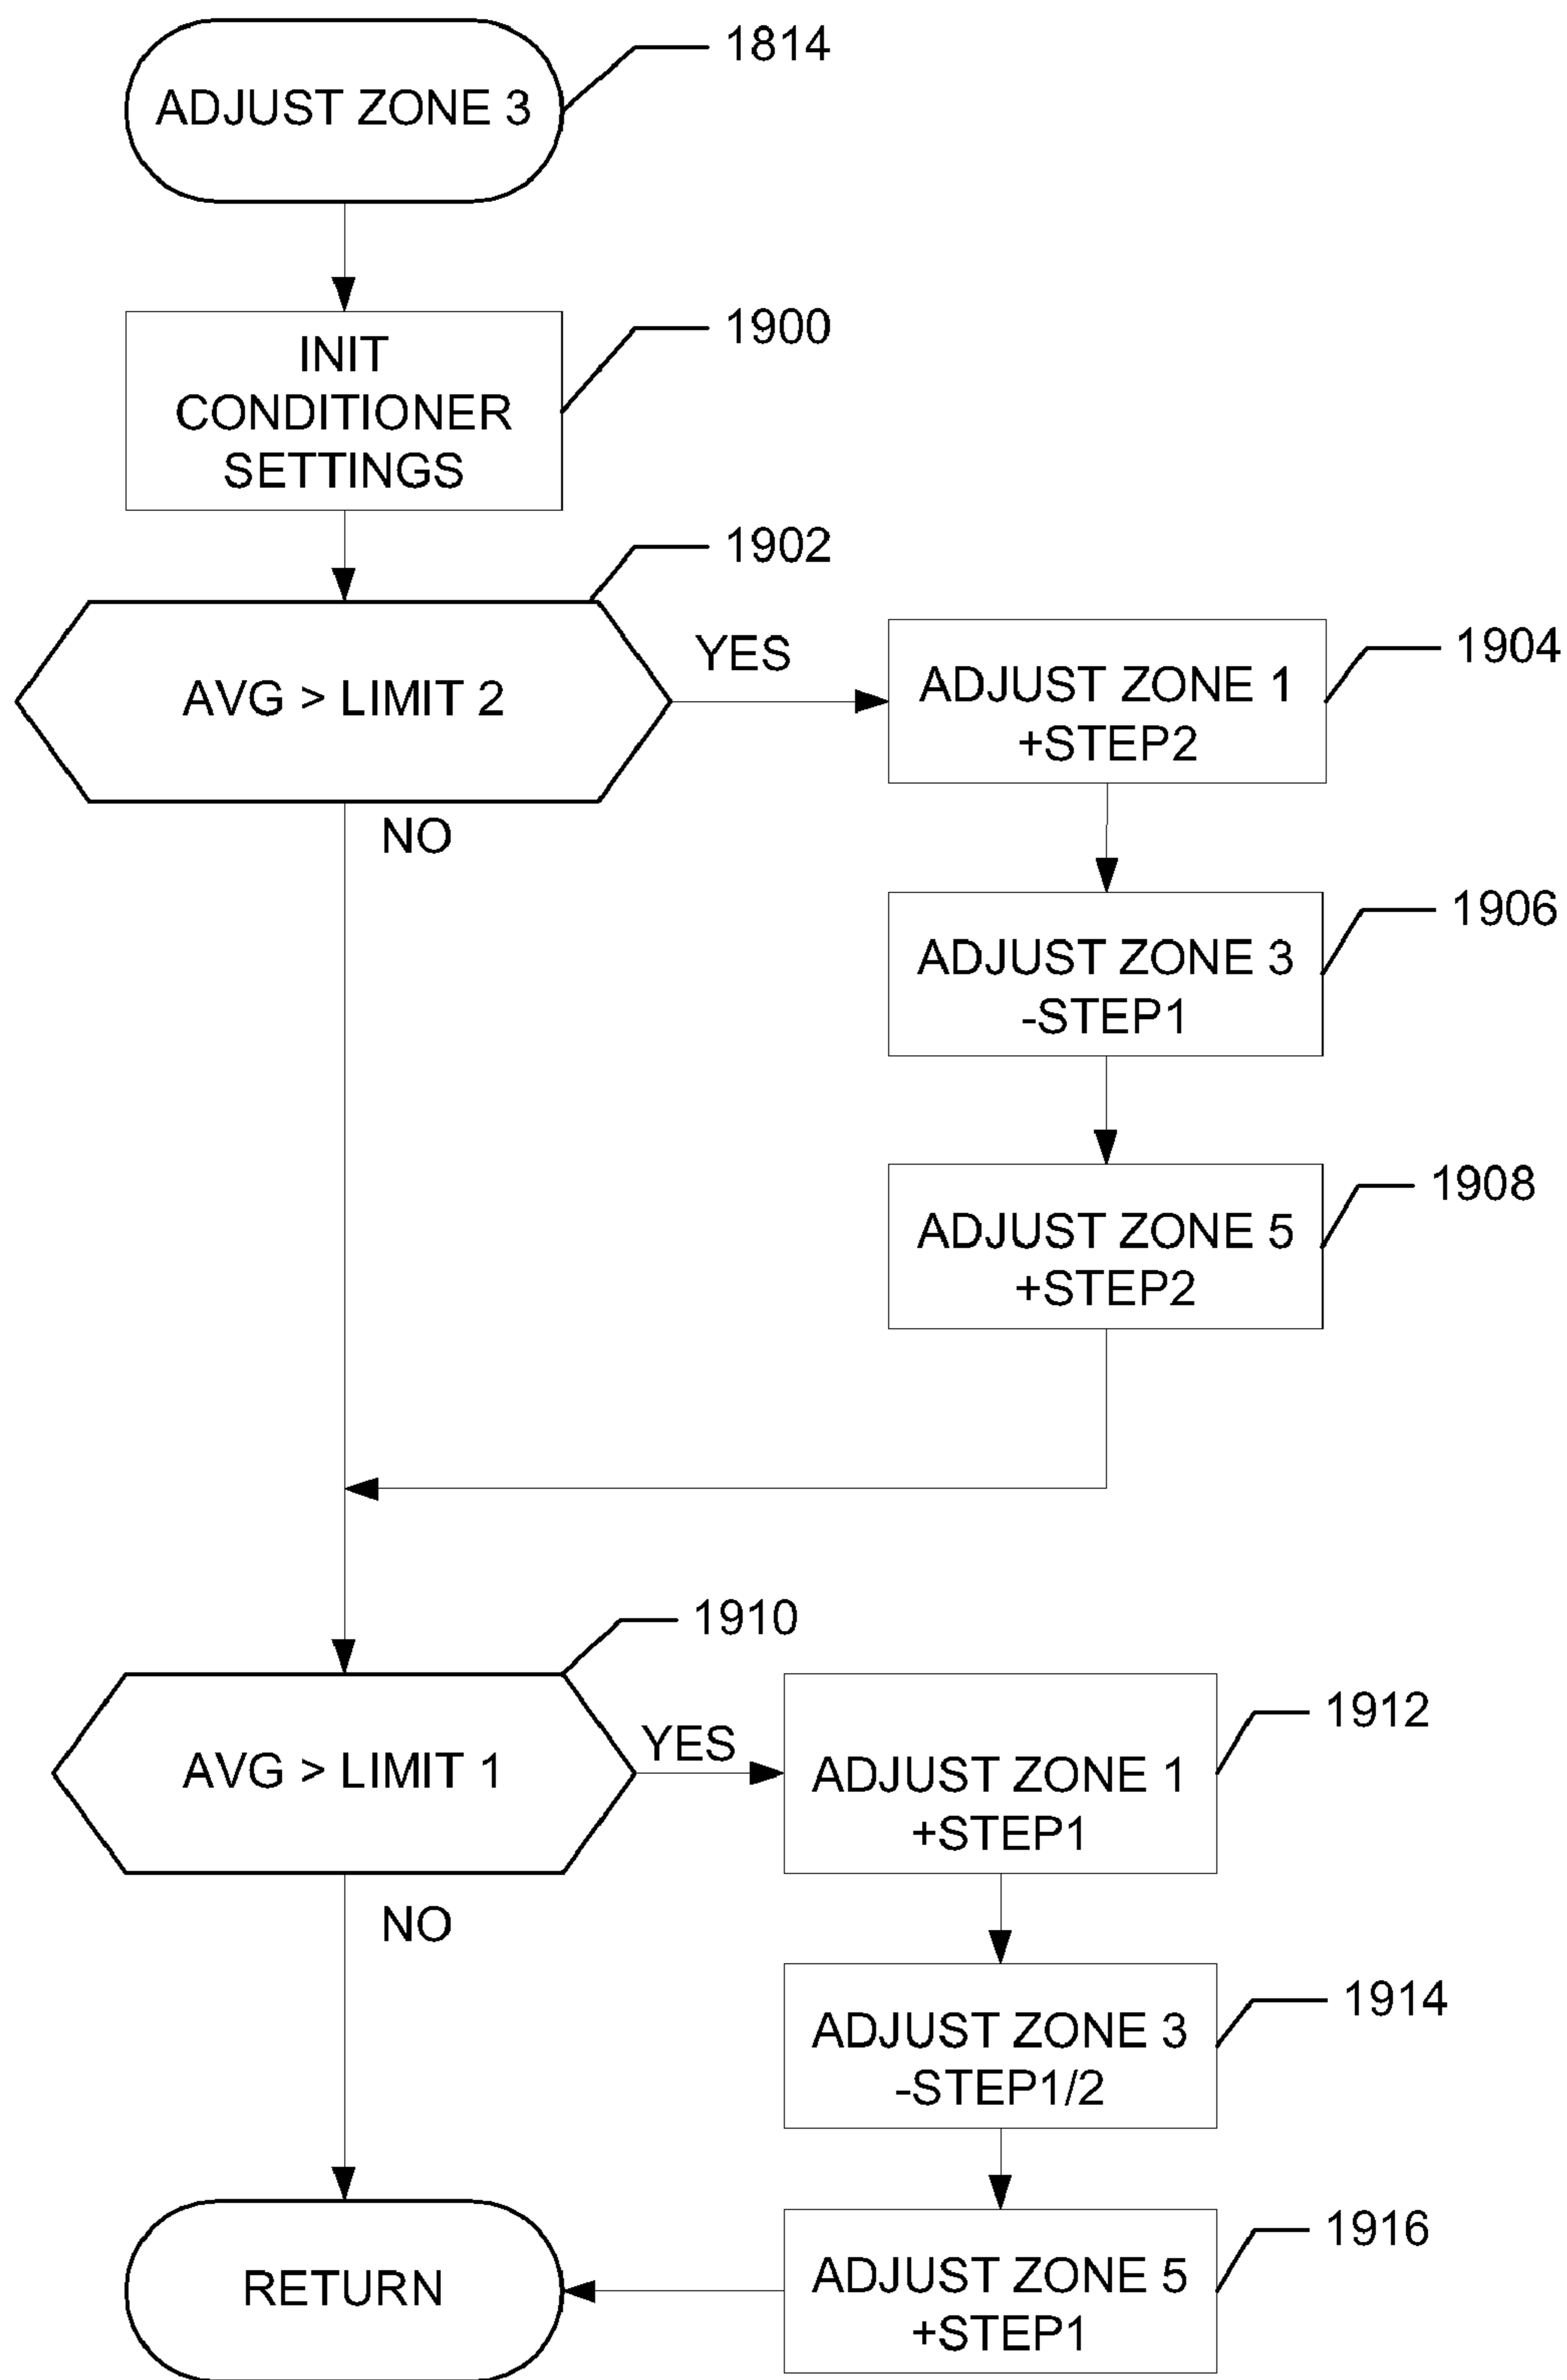 1814
ADJUST ZONE 3
1900
INIT
CONDITIONER
SETTINGS
1902
AVG > LIMIT 2
YES
NO
1904
ADJUST ZONE 1
+STEP2
1906
ADJUST ZONE 3
-STEP1
1908
ADJUST ZONE 5
+STEP2
1910
AVG > LIMIT 1
YES
NO
1912
ADJUST ZONE 1
+STEP1
1914
ADJUST ZONE 3
-STEP1/2
1916
ADJUST ZONE 5
+STEP1
RETURN